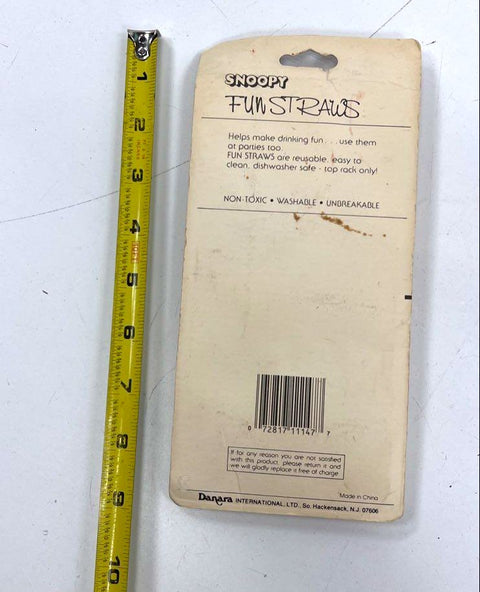 1
2
3
4
5
6
7
8
9
10
SNOOPY
FUN STRAWS
Helps make drinking fun . . . use them
at parties too.
FUN STRAWS are reusable, easy to
clean, dishwasher safe - top rack only!
NON-TOXIC • WASHABLE • UNBREAKABLE
0 72817 11147 7
If for any reason you are not satisfied
with this product, please return it and
we will gladly replace it free of charge.
Made in China
Danara INTERNATIONAL, LTD., So. Hackensack, N.J. 07606